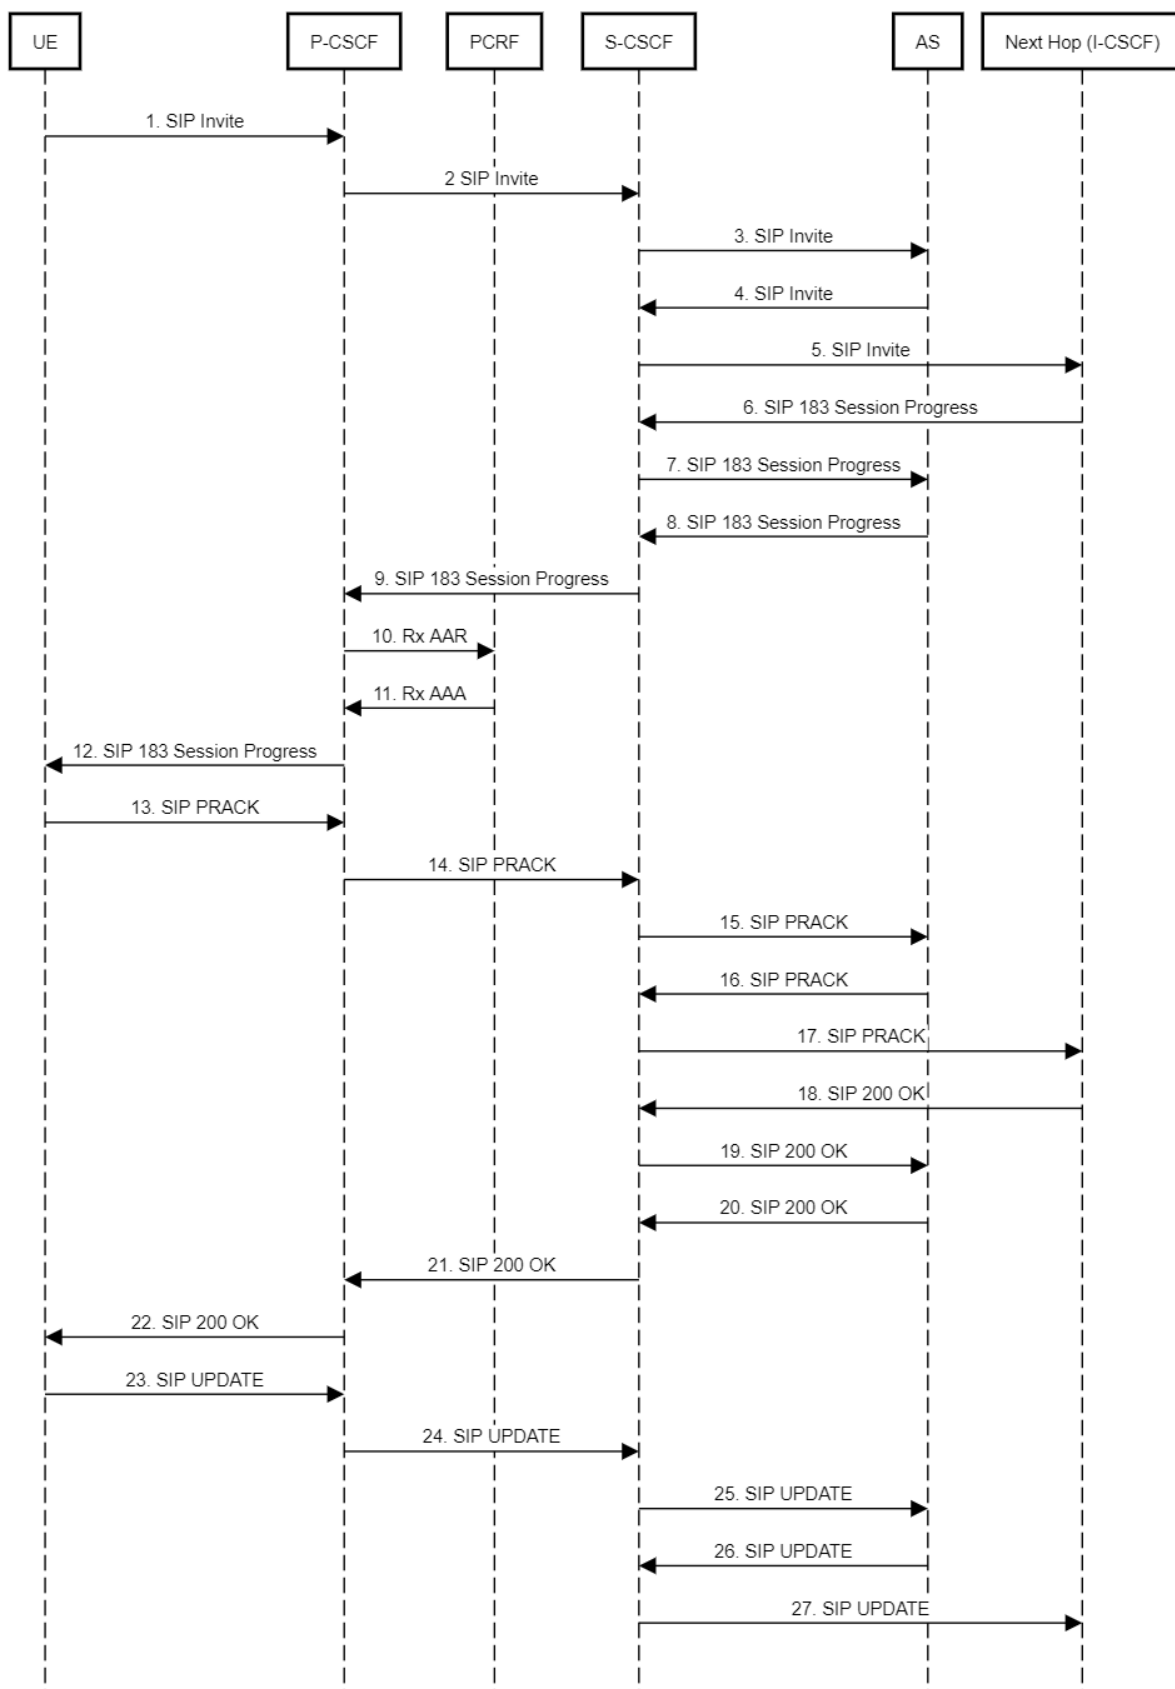 UE
P-CSCF
PCRF
S-CSCF
AS
Next Hop (I-CSCF)
1. SIP Invite
2 SIP Invite
3. SIP Invite
4. SIP Invite
5. SIP Invite
6. SIP 183 Session Progress
7. SIP 183 Session Progress
8. SIP 183 Session Progress
9. SIP 183 Session Progress
10. Rx AAR
11. Rx AAA
12. SIP 183 Session Progress
13. SIP PRACK
14. SIP PRACK
15. SIP PRACK
16. SIP PRACK
17. SIP PRACK
18. SIP 200 OK
19. SIP 200 OK
20. SIP 200 OK
21. SIP 200 OK
22. SIP 200 OK
23. SIP UPDATE
24. SIP UPDATE
25. SIP UPDATE
26. SIP UPDATE
27. SIP UPDATE